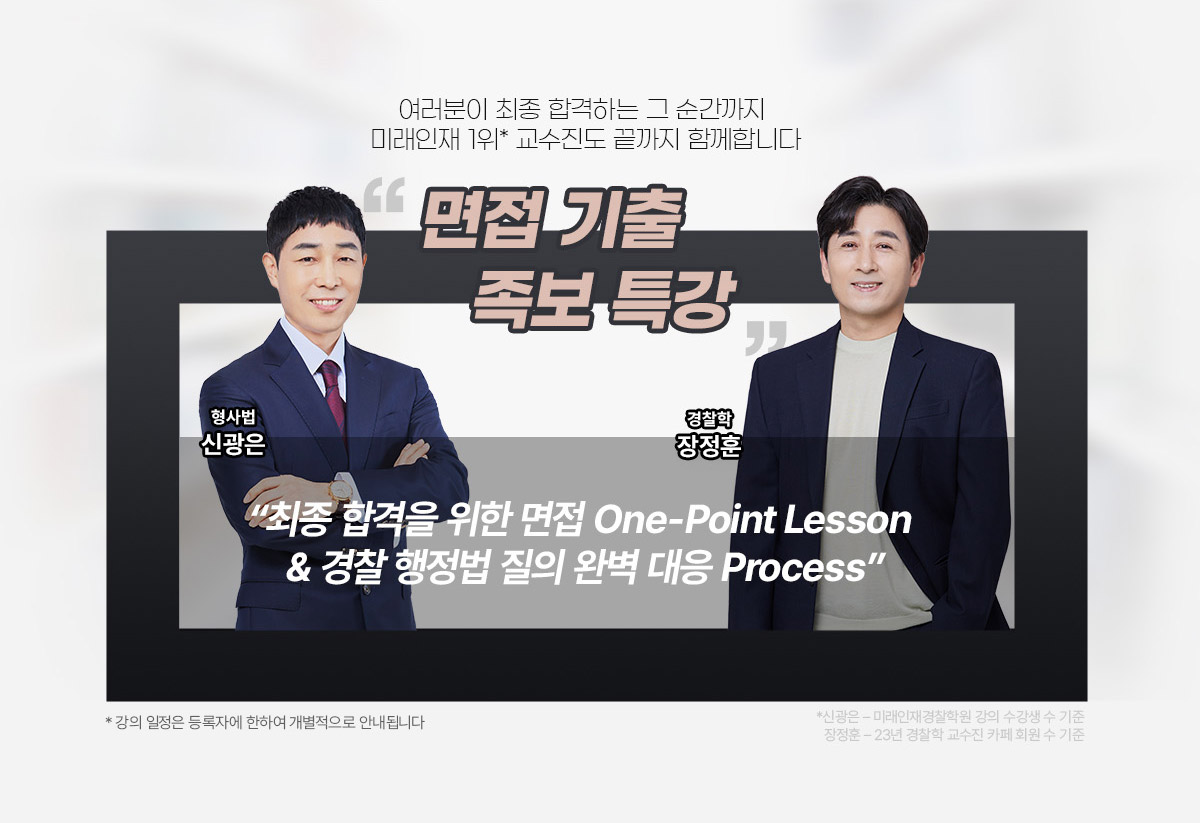 여러분이 최종 합격하는 그 순간까지
미래인재 1위* 교수진도 끝까지 함께합니다
“ 면접 기출
족보 특강 ”
형사법
신광은
경찰학
장정훈
“최종 합격을 위한 면접 One-Point Lesson
& 경찰 행정법 질의 완벽 대응 Process”
* 강의 일정은 등록자에 한하여 개별적으로 안내됩니다
*신광은 – 미래인재경찰학원 강의 수강생 수 기준
장정훈 – 23년 경찰학 교수진 카페 회원 수 기준